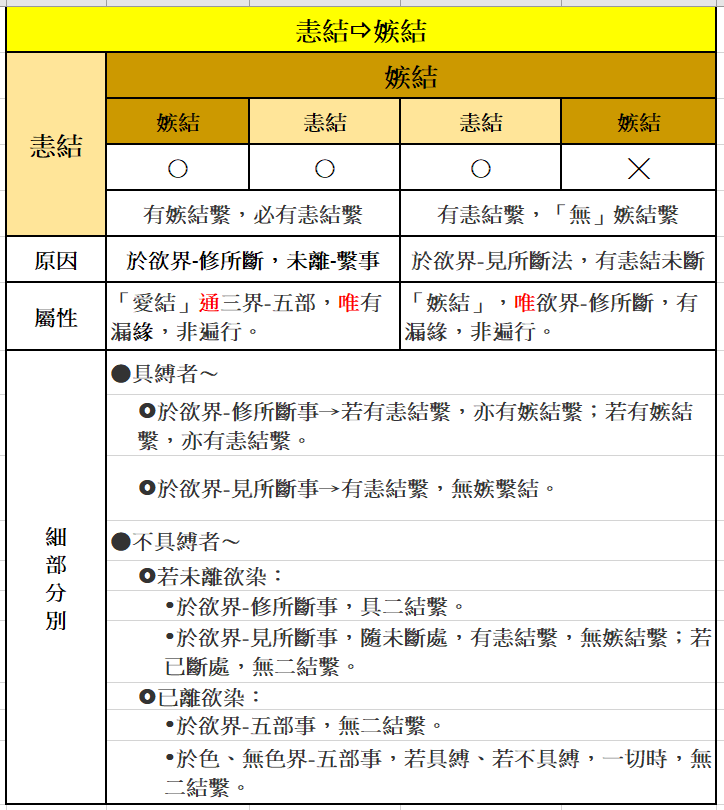 恚結⇨嫉結
恚結
嫉結
嫉結
恚結
恚結
嫉結
○
○
○
╳
有嫉結繫，必有恚結繫
有恚結繫，「無」嫉結繫
原因
於欲界-修所斷，未離-繫事
於欲界-見所斷法，有恚結未斷
屬性
「愛結」通三界-五部，唯有
漏緣，非遍行。
「嫉結」，唯欲界-修所斷，有
漏緣，非遍行。
細
部
分
別
●具縛者～
⭘於欲界-修所斷事→若有恚結繫，亦有嫉結繫；若有嫉結
繫，亦有恚結繫。
⭘於欲界-見所斷事→有恚結繫，無嫉繫結。
●不具縛者～
⭘若未離欲染：
•於欲界-修所斷事，具二結繫。
•於欲界-見所斷事，隨未斷處，有恚結繫，無嫉結繫；若
已斷處，無二結繫。
⭘已離欲染：
•於欲界-五部事，無二結繫。
•於色、無色界-五部事，若具縛、若不具縛，一切時，無
二結繫。